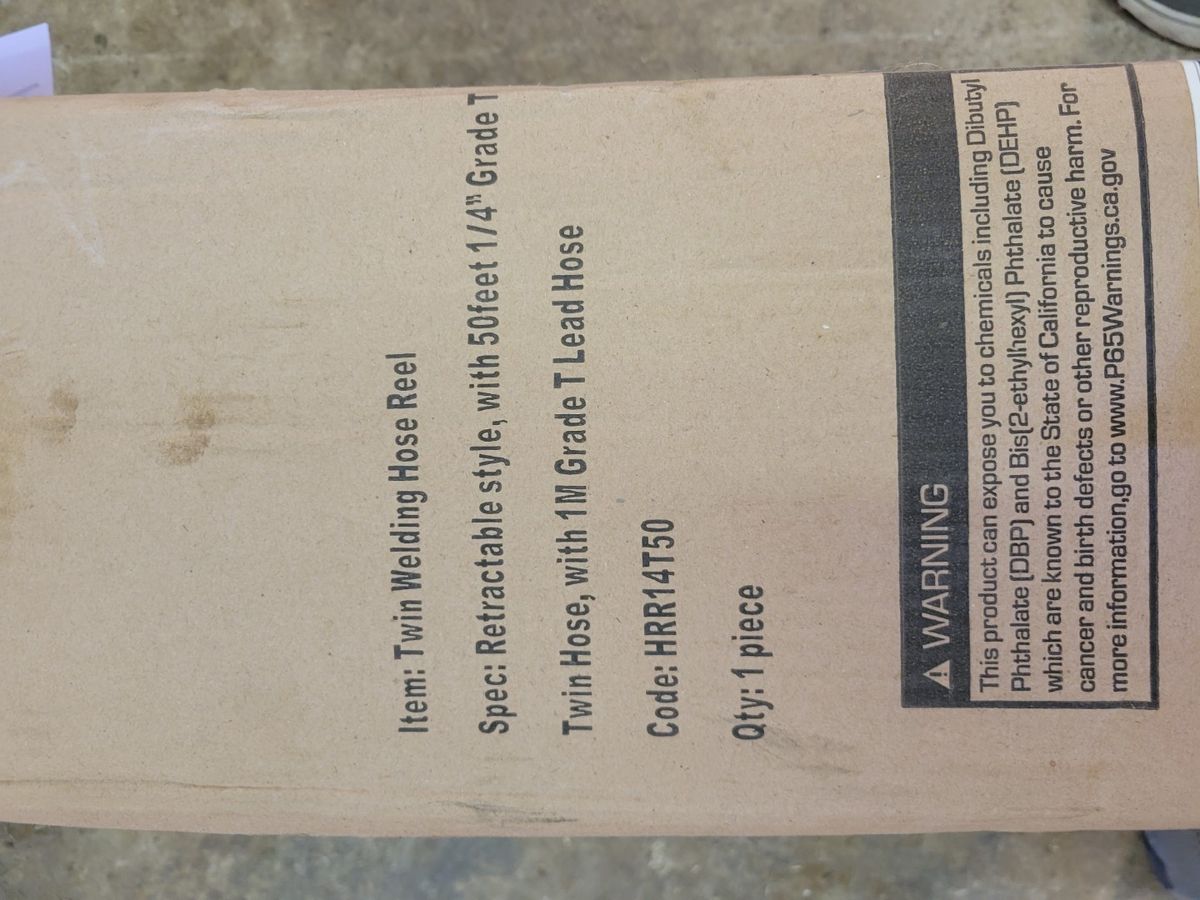 Item: Twin Welding Hose Reel
Spec: Retractable style, with 50feet 1/4" Grade T
Twin Hose, with 1M Grade T Lead Hose
Code: HRR14T50
Qty: 1 piece
⚠ WARNING
This product can expose you to chemicals including Dibutyl
Phthalate (DBP) and Bis(2-ethylhexyl) Phthalate (DEHP)
which are known to the State of California to cause
cancer and birth defects or other reproductive harm. For
more information,go to www.P65Warnings.ca.gov